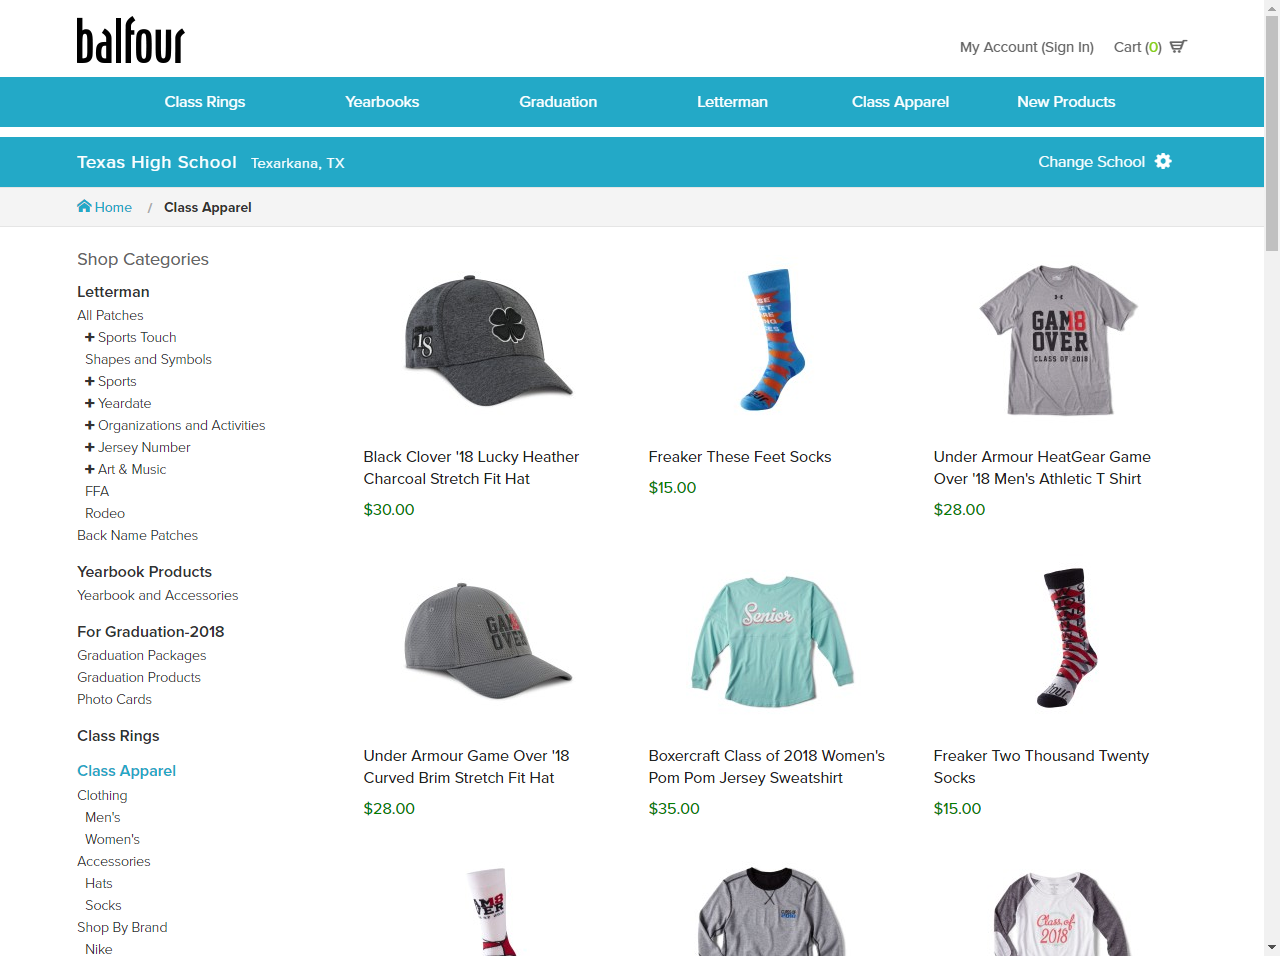 balfour
My Account (Sign In) Cart (0)
Class Rings Yearbooks Graduation Letterman Class Apparel New Products
Texas High School Texarkana, TX Change School
Home / Class Apparel
Shop Categories
Letterman
All Patches
Sports Touch
Shapes and Symbols
Sports
Yeardate
Organizations and Activities
Jersey Number
Art & Music
FFA
Rodeo
Back Name Patches
Yearbook Products
Yearbook and Accessories
For Graduation-2018
Graduation Packages
Graduation Products
Photo Cards
Class Rings
Class Apparel
Clothing
Men's
Women's
Accessories
Hats
Socks
Shop By Brand
Nike
18
GAM18
OVER
CLASS OF 2018
Black Clover '18 Lucky Heather
Charcoal Stretch Fit Hat
$30.00
Freaker These Feet Socks
$15.00
Under Armour HeatGear Game
Over '18 Men's Athletic T Shirt
$28.00
GAM18
OVER
Senior
Under Armour Game Over '18
Curved Brim Stretch Fit Hat
$28.00
Boxercraft Class of 2018 Women's
Pom Pom Jersey Sweatshirt
$35.00
Freaker Two Thousand Twenty
Socks
$15.00
OVER
Class of
2018